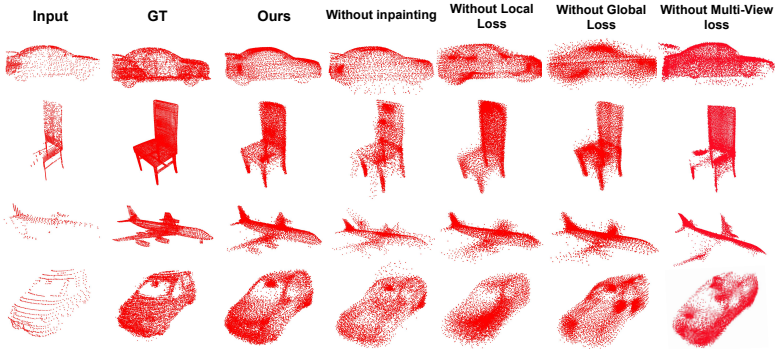 Input
GT
Ours
Without inpainting
Without Local
Loss
Without Global
Loss
Without Multi-View
loss